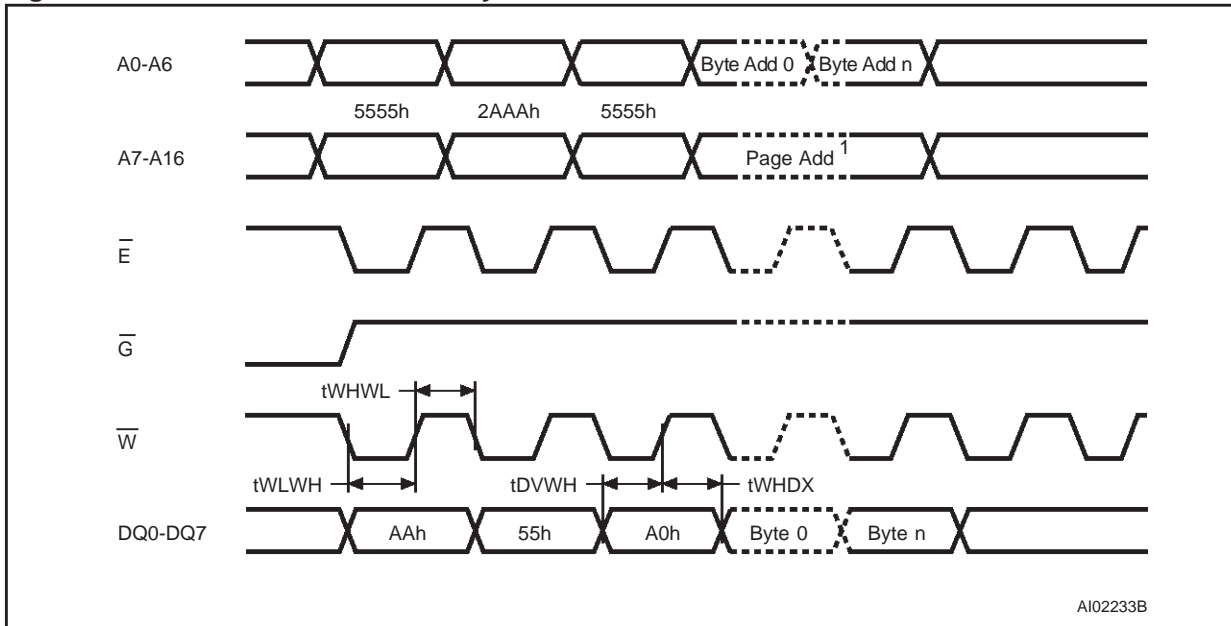 A0-A6
Byte Add 0
Byte Add n
5555h
2AAAh
5555h
A7-A16
Page Add 1
E
G
tWHWL
W
tWLWH
tDVWH
tWHDX
DQ0-DQ7
AAh
55h
A0h
Byte 0
Byte n
AI02233B